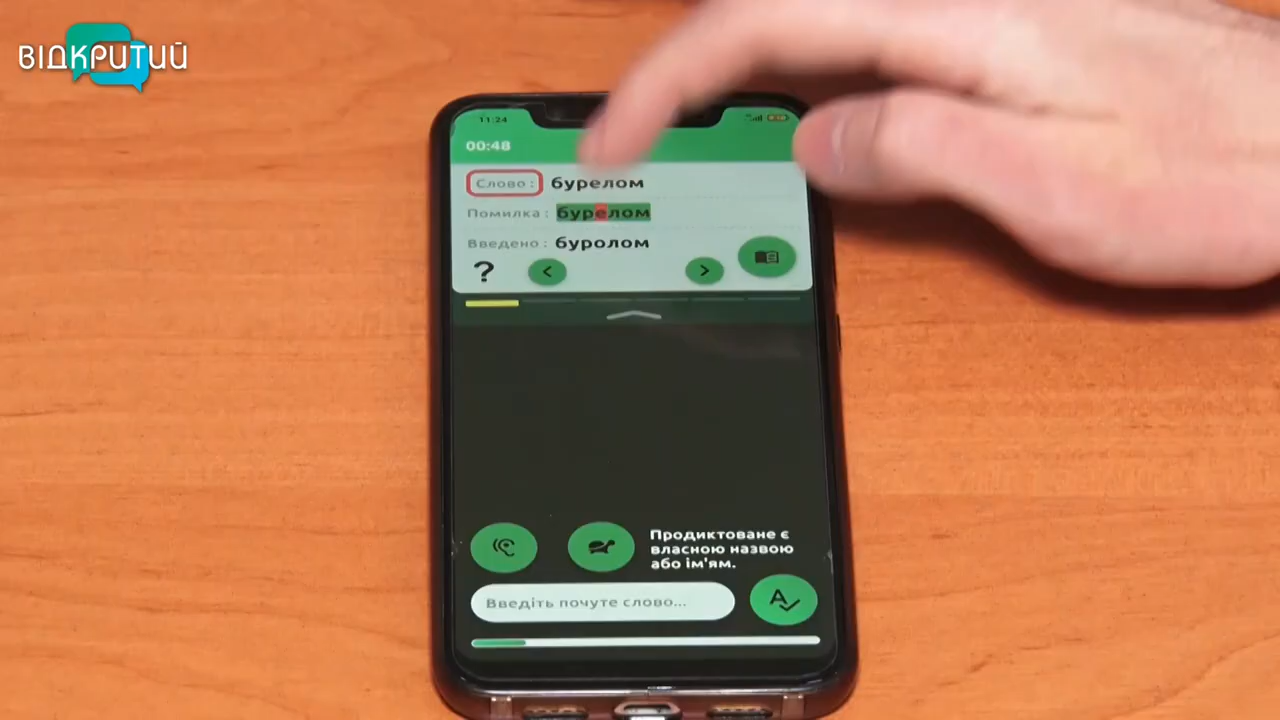 ВІДКРИТИЙ
11:24
00:48
Слово : бурелом
Помилка : бурелом
Введено : буролом
?
Продиктоване є
власною назвою
або ім'ям.
Введіть почуте слово...